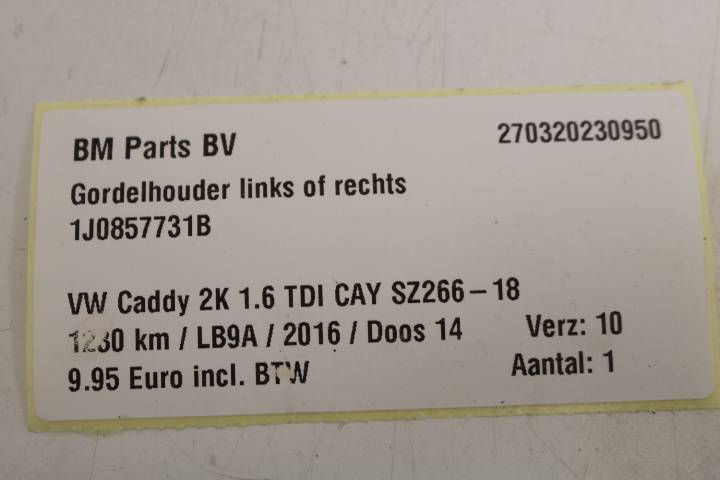 BM Parts BV
270320230950
Gordelhouder links of rechts
1J0857731B
VW Caddy 2K 1.6 TDI CAY SZ266-18
km / LB9A / 2016 / Doos 14
Verz: 10
9.95 Euro incl. BTW
Aantal: 1